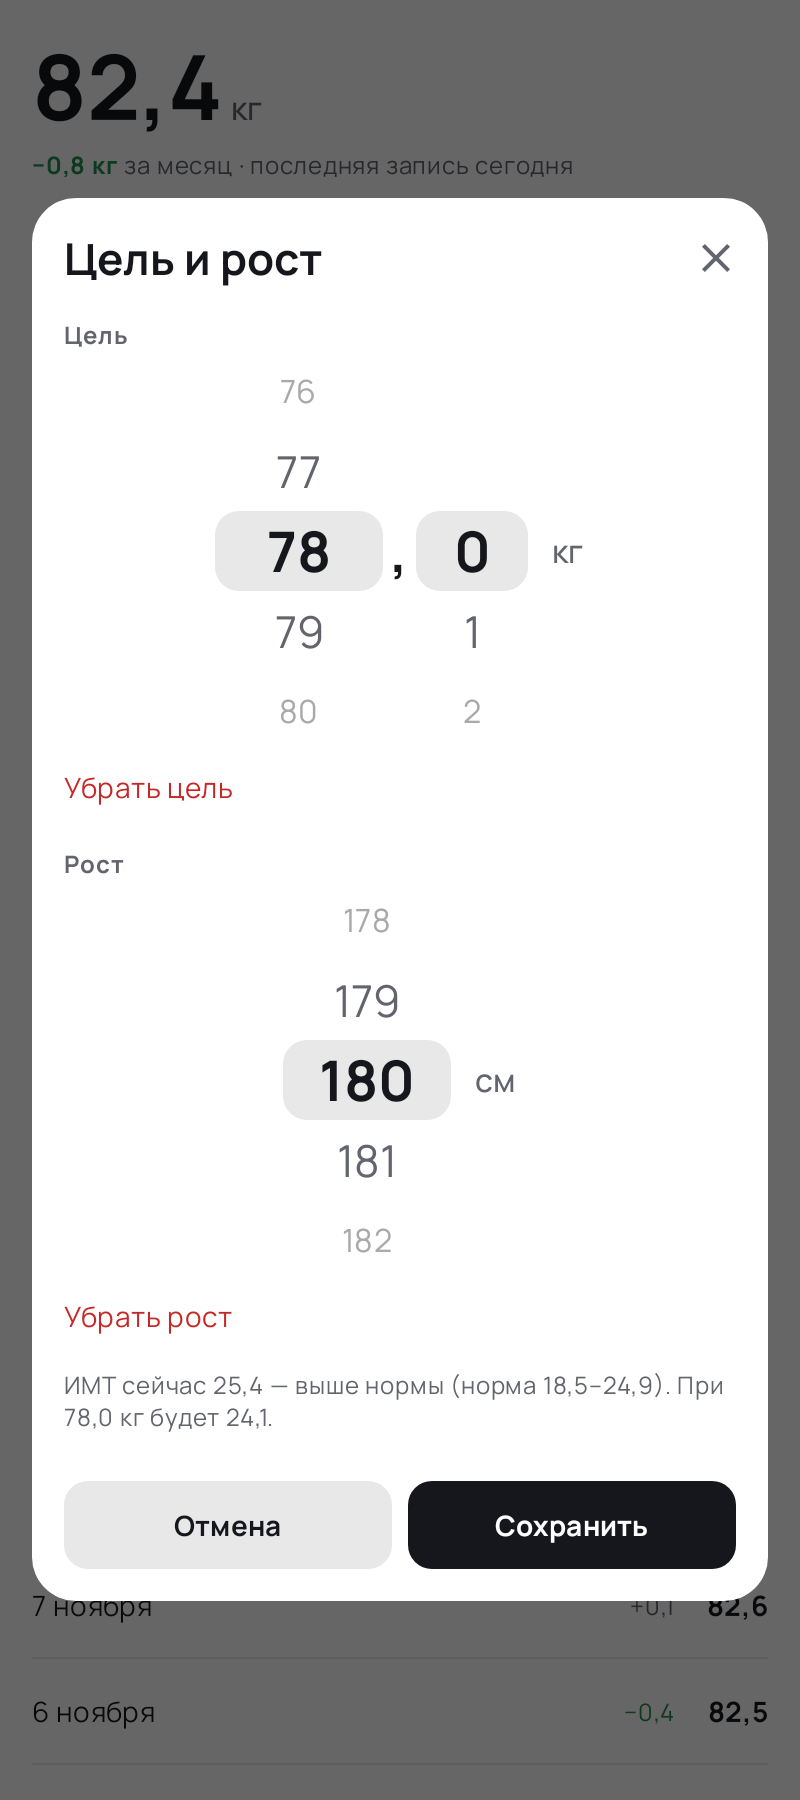 82,4 кг
−0,8 кг за месяц · последняя запись сегодня
Цель и рост
Цель
76
77
78 , 0 кг
79 1
80 2
Убрать цель
Рост
178
179
180 см
181
182
Убрать рост
ИМТ сейчас 25,4 — выше нормы (норма 18,5–24,9). При
78,0 кг будет 24,1.
Отмена Сохранить
7 ноября +0,1 82,6
6 ноября −0,4 82,5